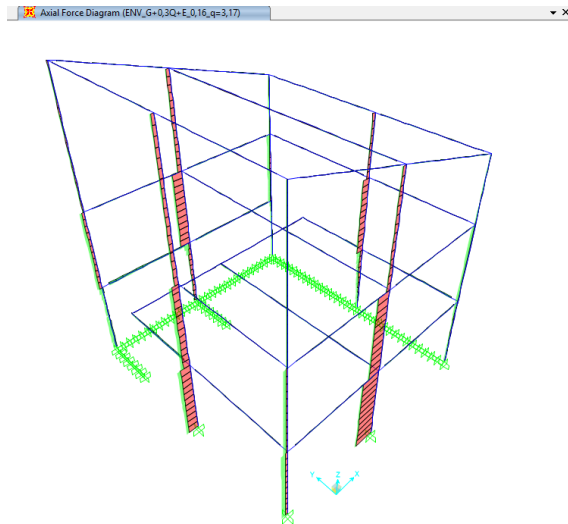 Axial Force Diagram (ENV_G+0,3Q+E_0,16_q=3,17)
Z
Y
X